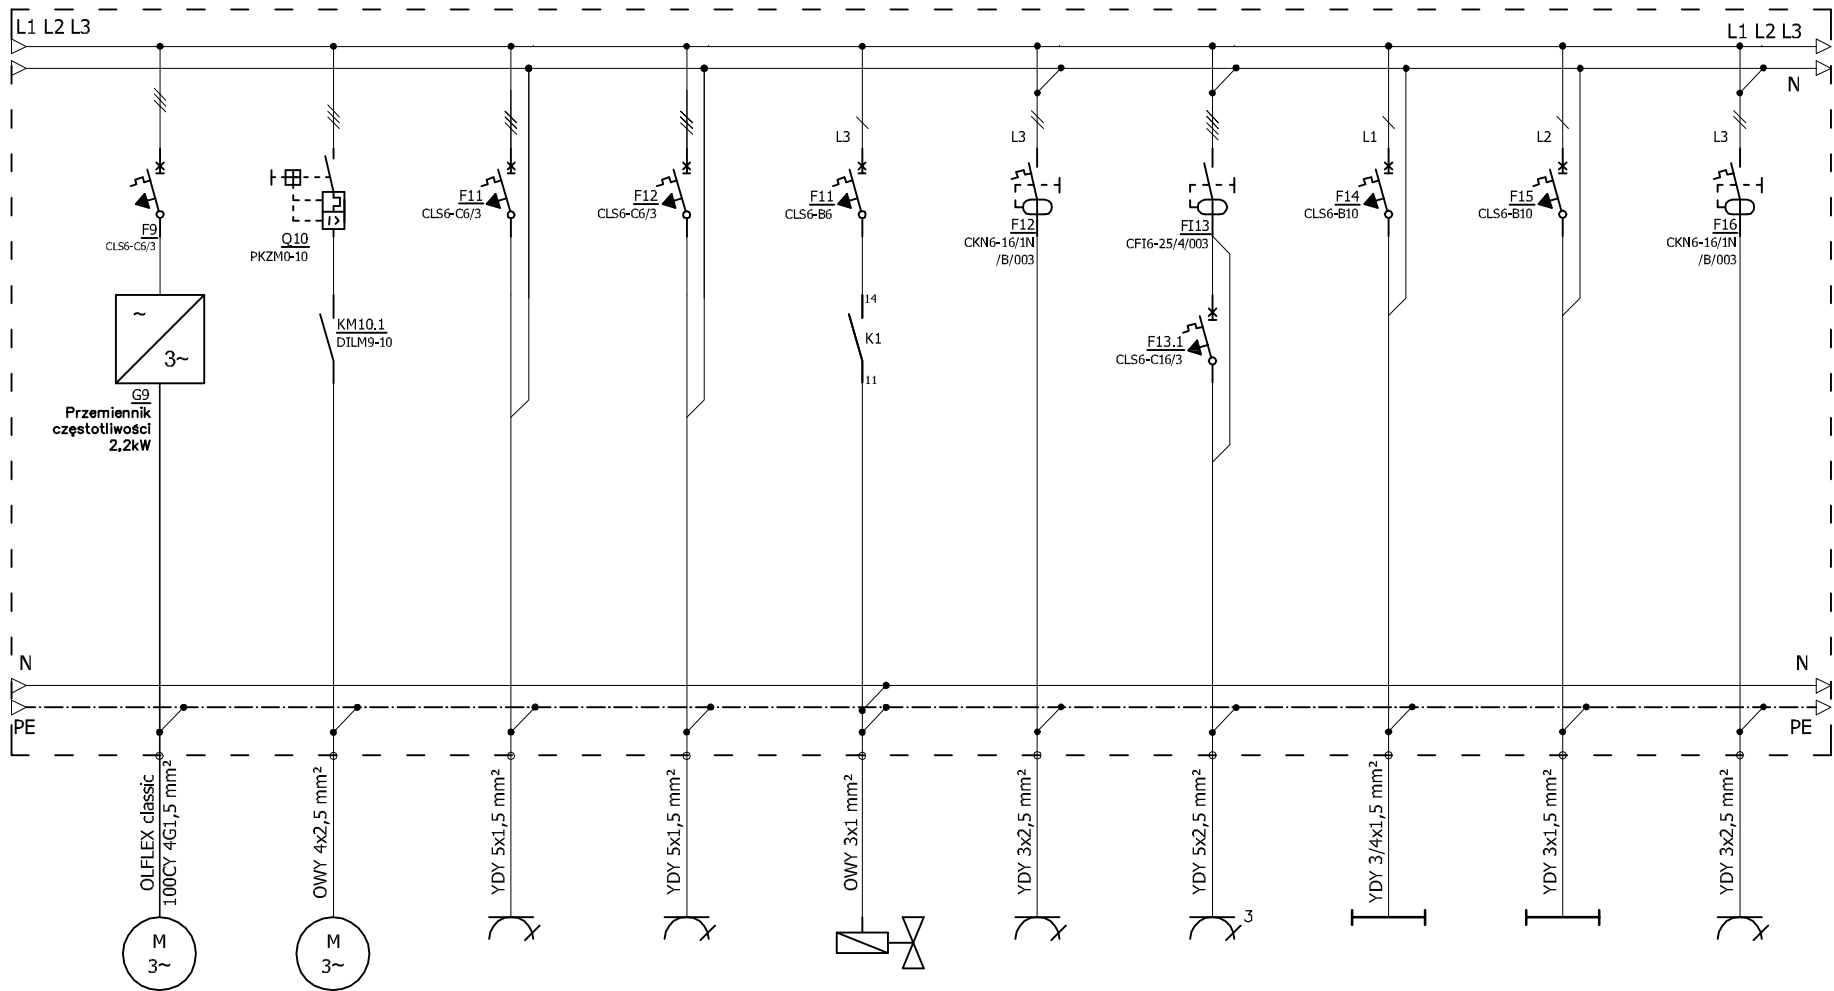 L1 L2 L3
L1 L2 L3
N
L3
L3
L1
L2
L3
F9
CLS6-C6/3
Q10
PKZM0-10
F11
CLS6-C6/3
F12
CLS6-C6/3
F11
CLS6-B6
F12
CKN6-16/1N
/B/003
FI13
CFI6-25/4/003
F14
CLS6-B10
F15
CLS6-B10
F16
CKN6-16/1N
/B/003
~
3~
G9
Przemiennik
częstotliwości
2,2kW
KM10.1
DILM9-10
14
K1
11
F13.1
CLS6-C16/3
N
N
PE
PE
OLFLEX classic
100CY 4G1,5 mm²
OWY 4x2,5 mm²
YDY 5x1,5 mm²
YDY 5x1,5 mm²
OWY 3x1 mm²
YDY 3x2,5 mm²
YDY 5x2,5 mm²
YDY 3/4x1,5 mm²
YDY 3x1,5 mm²
YDY 3x2,5 mm²
M
3~
M
3~
3